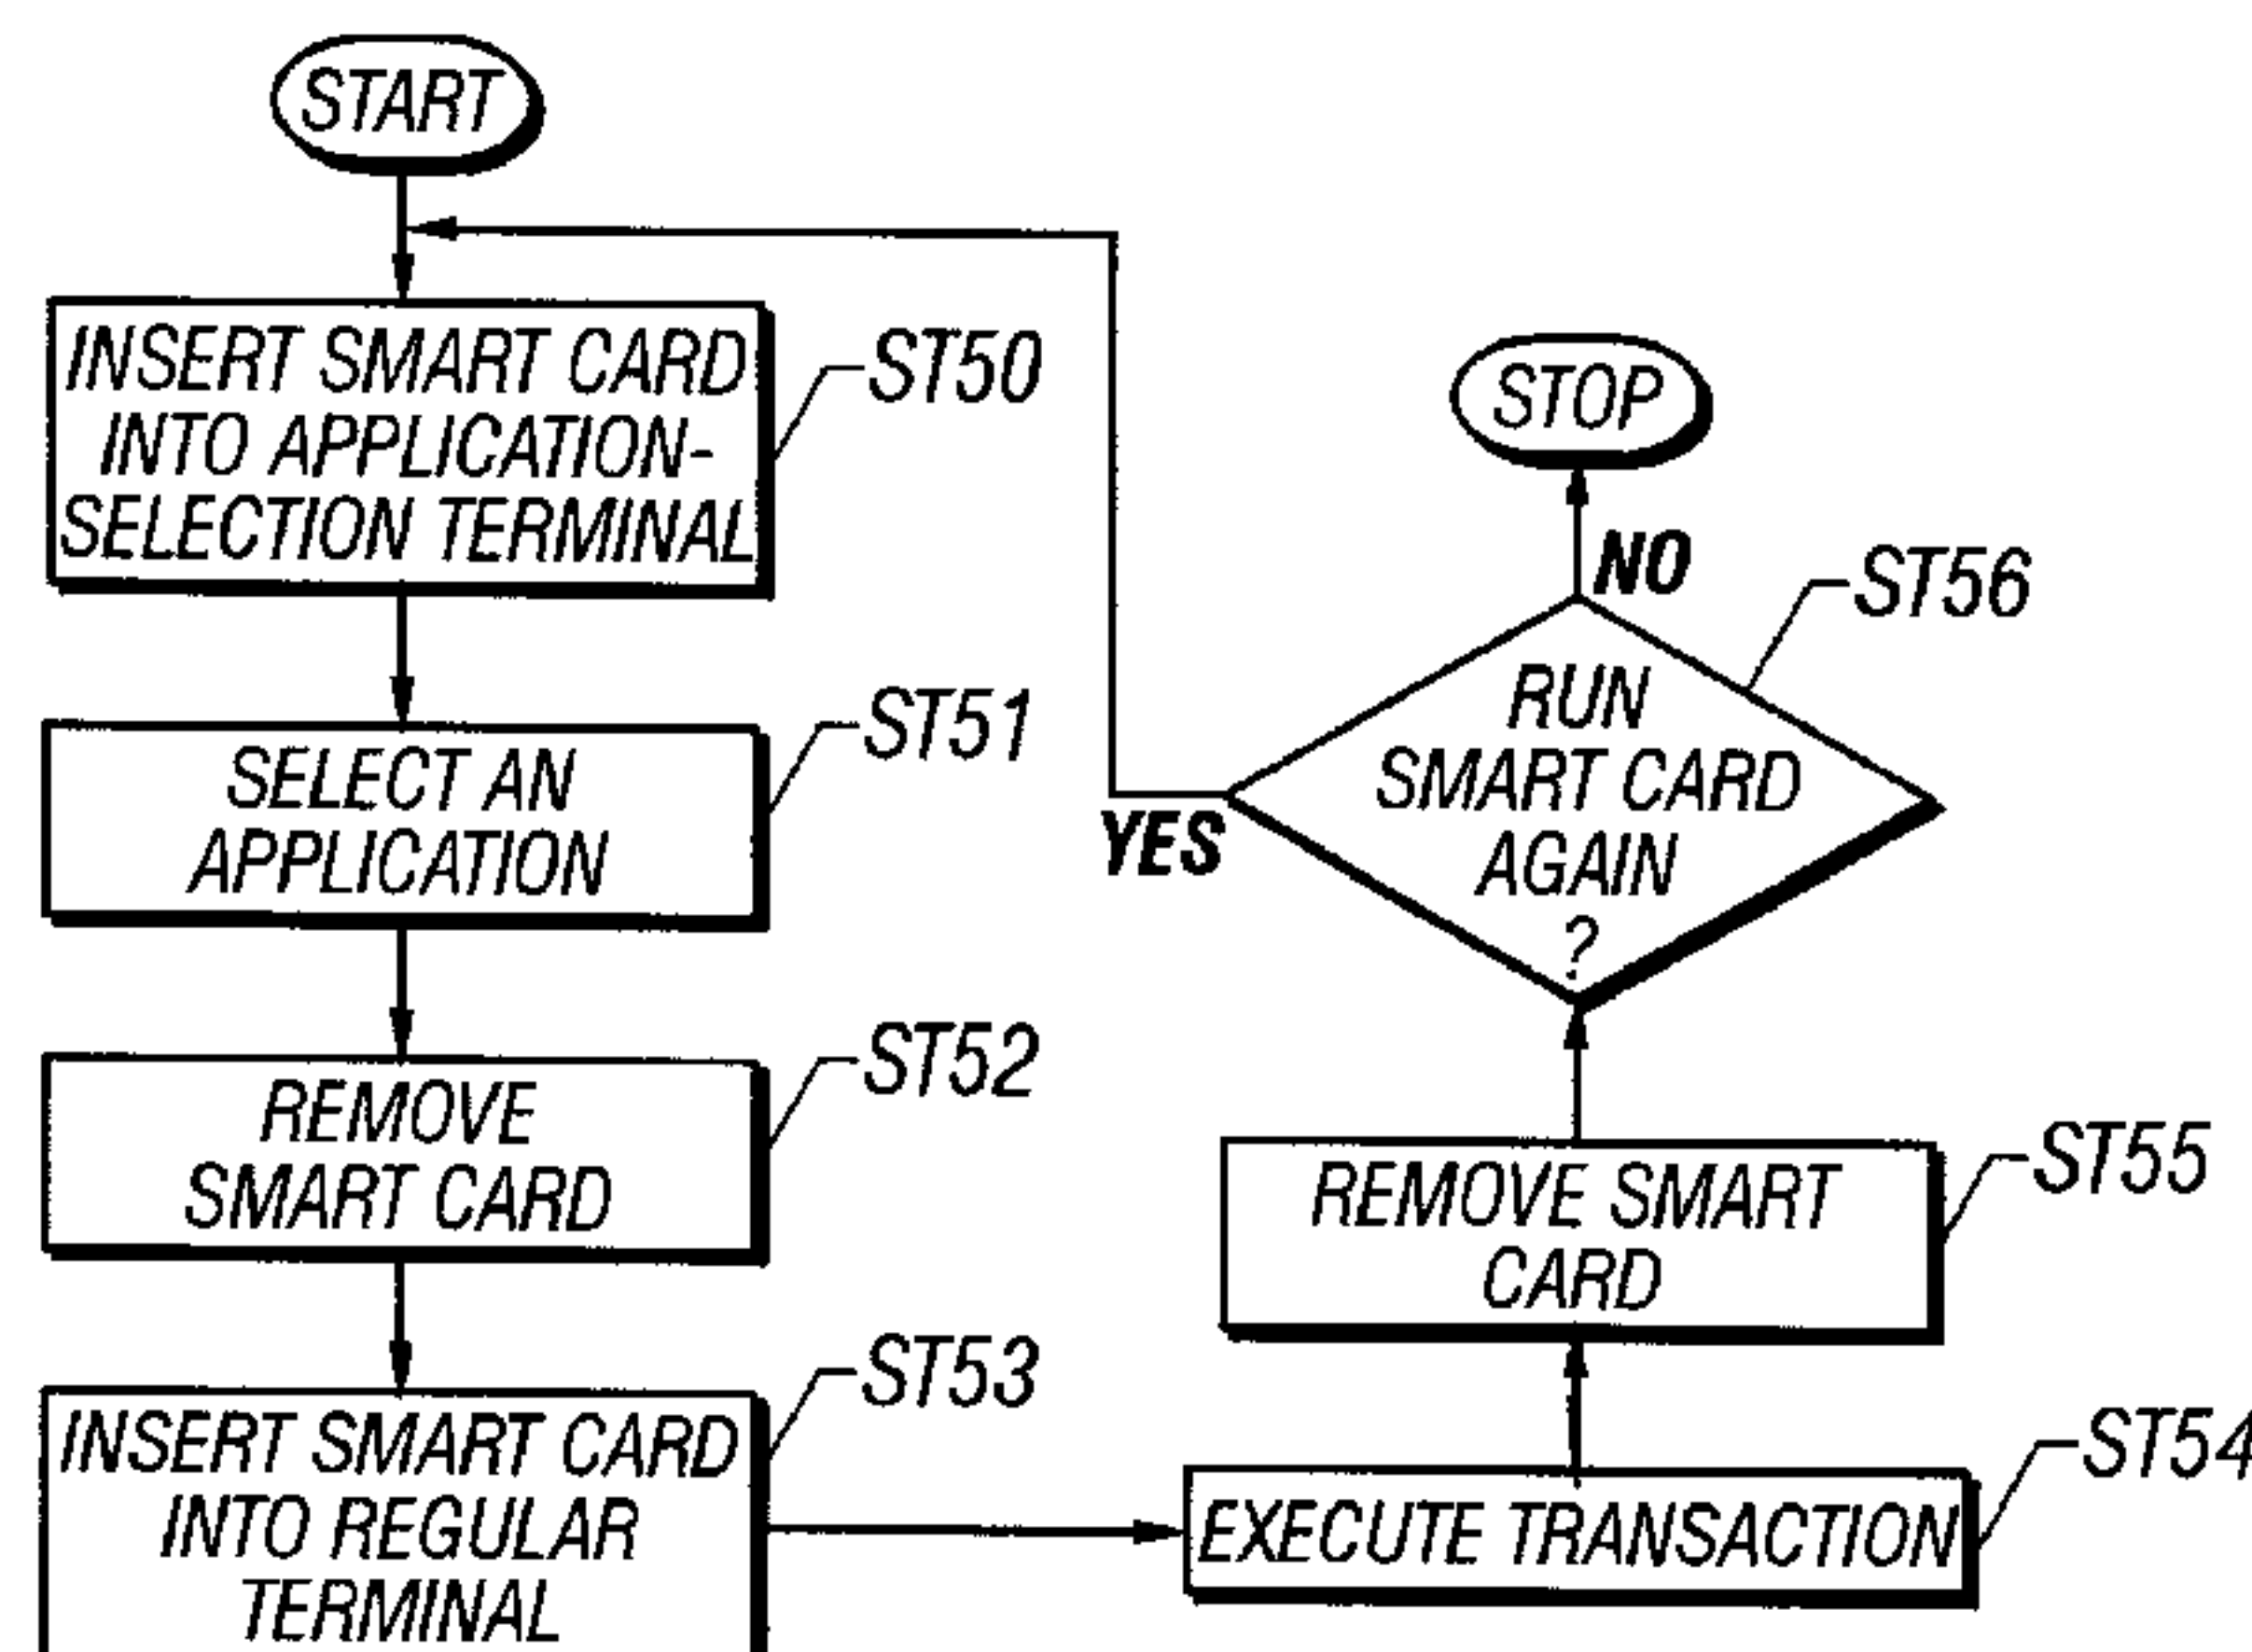 START
INSERT SMART CARD
INTO APPLICATION-
SELECTION TERMINAL
ST50
SELECT AN
APPLICATION
ST51
REMOVE
SMART CARD
ST52
INSERT SMART CARD
INTO REGULAR
TERMINAL
ST53
EXECUTE TRANSACTION
ST54
REMOVE SMART
CARD
ST55
RUN
SMART CARD
AGAIN
?
ST56
YES
NO
STOP